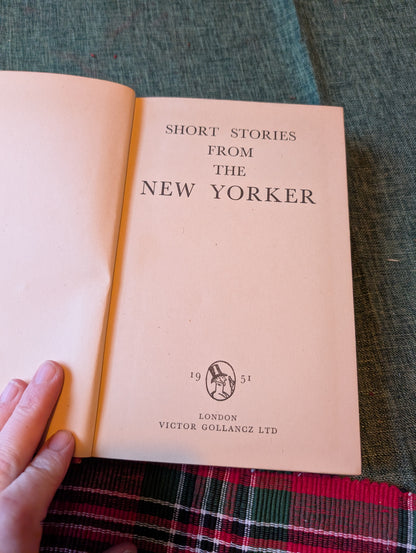 SHORT STORIES
FROM
THE
NEW YORKER
19 51
LONDON
VICTOR GOLLANCZ LTD